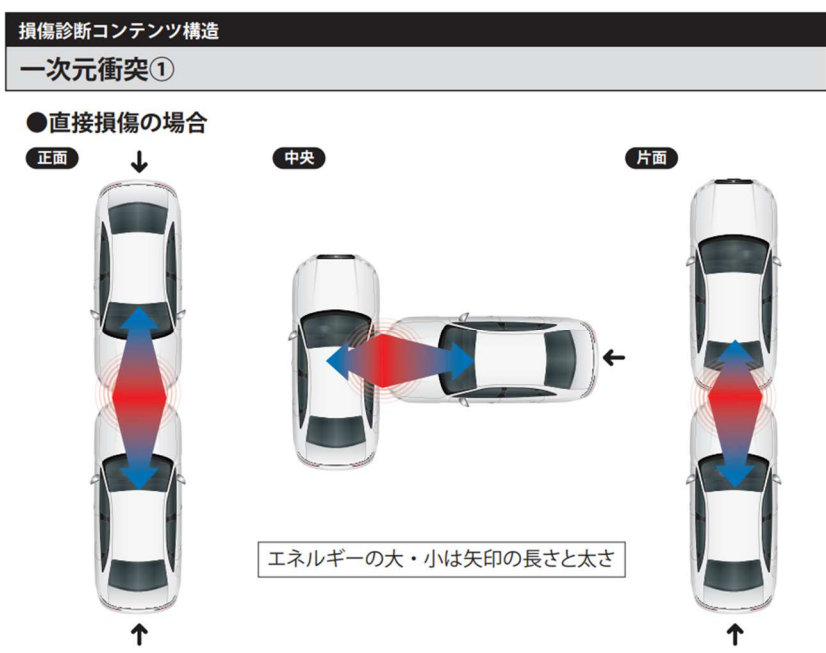 損傷診断コンテンツ構造
一次元衝突①
●直接損傷の場合
正面
中央
片面
エネルギーの大・小は矢印の長さと太さ